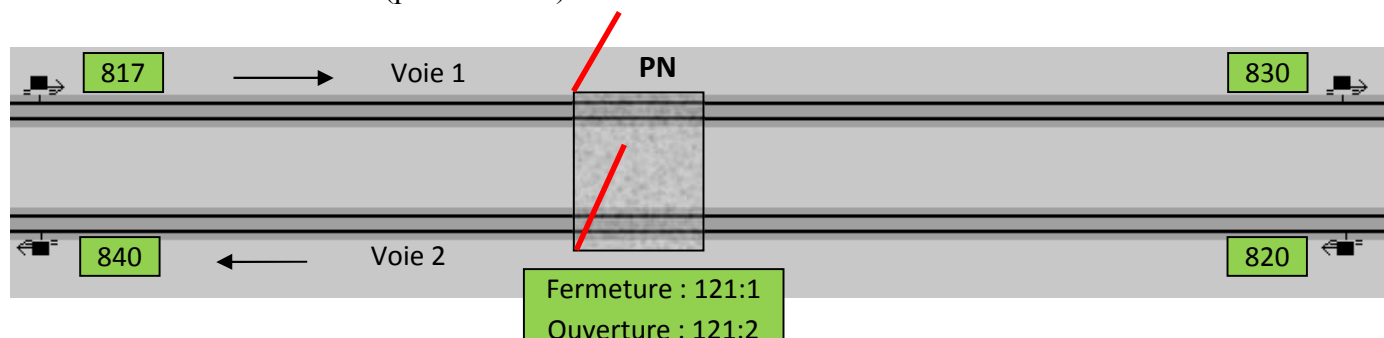 817
Voie 1
PN
830
840
Voie 2
820
Fermeture : 121:1
Ouverture : 121:2